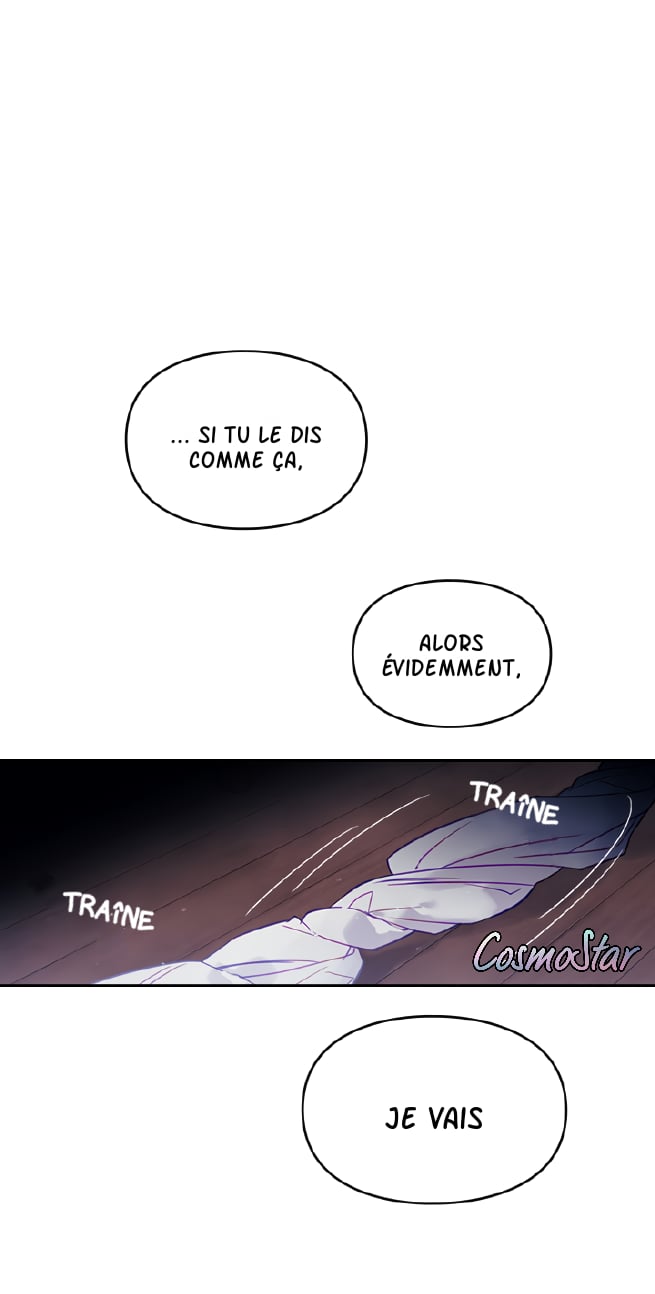 ... SI TU LE DIS
COMME ÇA,
ALORS
ÉVIDEMMENT,
TRAÎNE
TRAÎNE
CosmoStar
JE VAIS